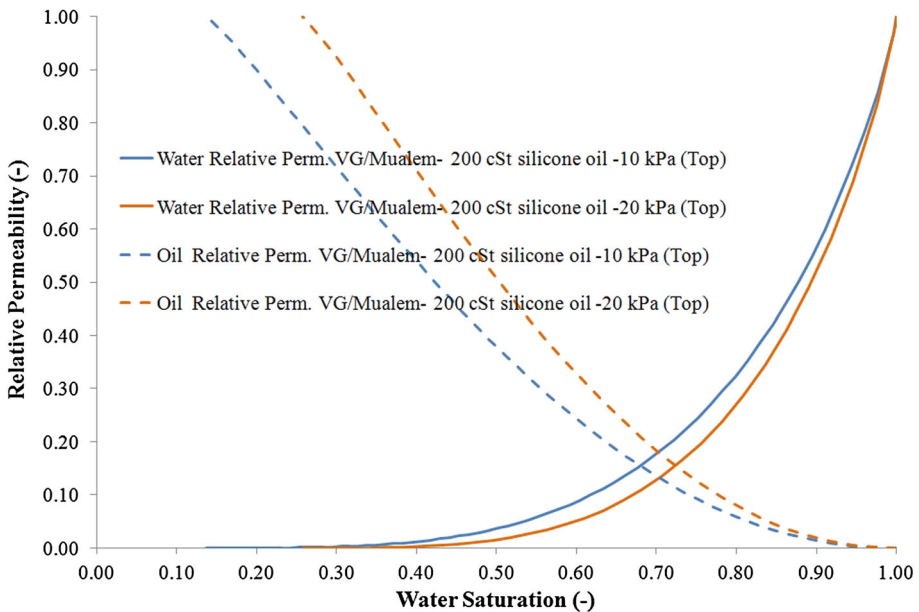 1.00
0.90
0.80
0.70
0.60
0.50
0.40
0.30
0.20
0.10
0.00
Relative Permeability (-)
Water Relative Perm. VG/Mualem- 200 cSt silicone oil -10 kPa (Top)
Water Relative Perm. VG/Mualem- 200 cSt silicone oil -20 kPa (Top)
Oil Relative Perm. VG/Mualem- 200 cSt silicone oil -10 kPa (Top)
Oil Relative Perm. VG/Mualem- 200 cSt silicone oil -20 kPa (Top)
0.00 0.10 0.20 0.30 0.40 0.50 0.60 0.70 0.80 0.90 1.00
Water Saturation (-)